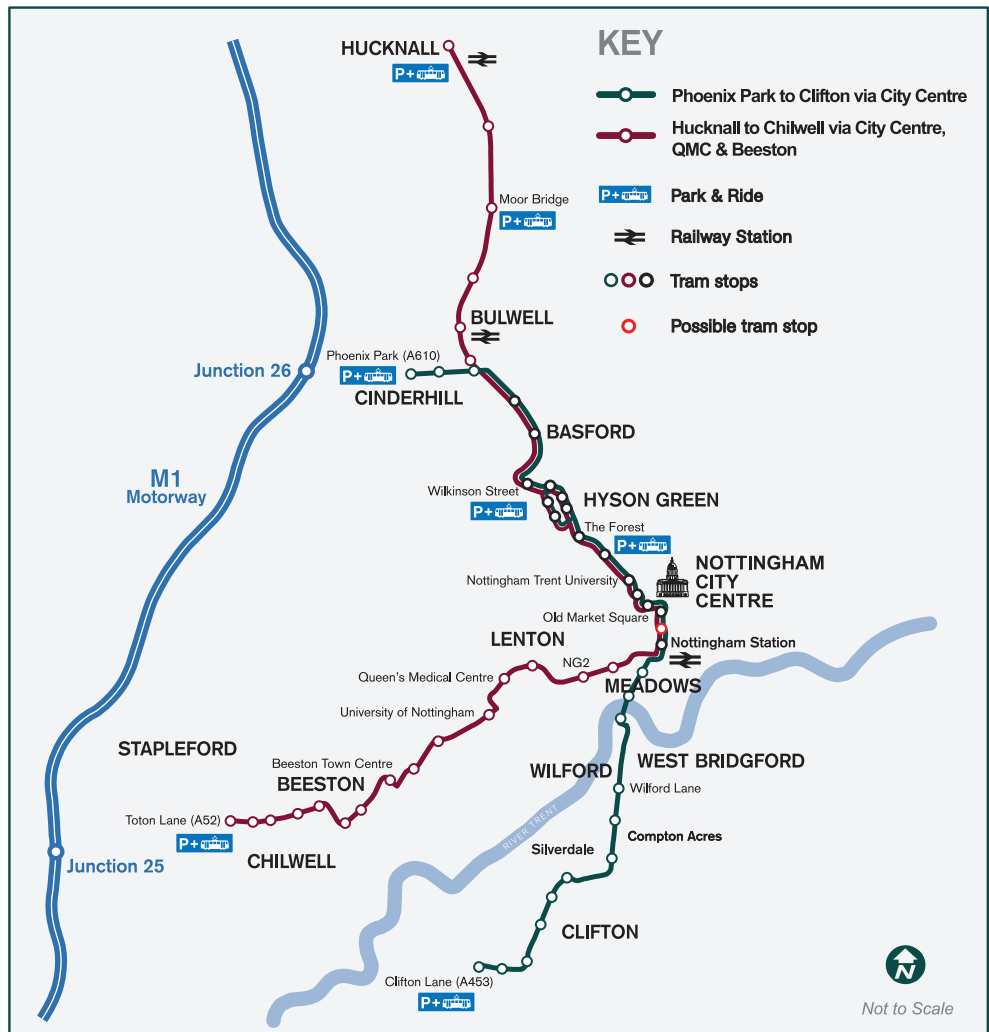 KEY
Phoenix Park to Clifton via City Centre
Hucknall to Chilwell via City Centre,
QMC & Beeston
P+
Park & Ride
Railway Station
Tram stops
Possible tram stop
HUCKNALL
P+
Moor Bridge
P+
BULWELL
Phoenix Park (A610)
P+
CINDERHILL
Junction 26
BASFORD
M1
Motorway
Wilkinson Street
P+
HYSON GREEN
The Forest
P+
Nottingham Trent University
NOTTINGHAM
CITY
CENTRE
Old Market Square
Nottingham Station
LENTON
NG2
Queen's Medical Centre
MEADOWS
University of Nottingham
STAPLEFORD
Beeston Town Centre
BEESTON
WILFORD
WEST BRIDGFORD
Wilford Lane
Toton Lane (A52)
P+
CHILWELL
Junction 25
RIVER TRENT
Compton Acres
Silverdale
CLIFTON
Clifton Lane (A453)
P+
N
Not to Scale